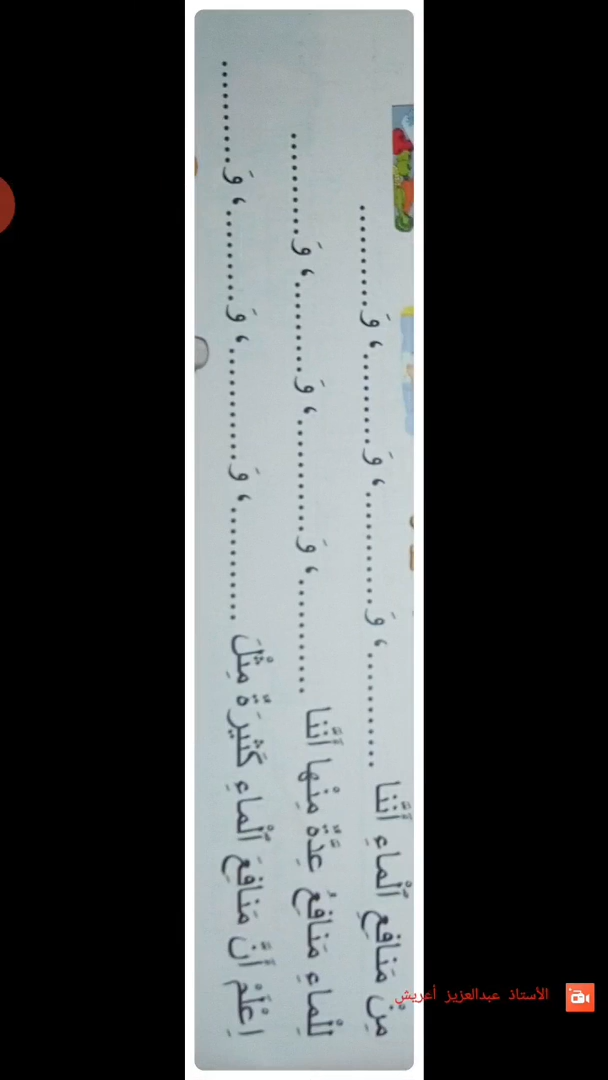 مِنْ مَنافِعِ ٱلْماءِ أَنَّنا ............ ، وَ ............ ، وَ .......... ، وَ ..........
لِلْماءِ مَنافِعُ عِدَّةٌ مِنْها أَنَّنا ............ ، وَ ............ ، وَ .......... ، وَ ..........
اِعْلَمْ أَنَّ مَنافِعَ ٱلْماءِ كَثيرَةٌ مِثْلَ ............ ، وَ ............ ، وَ .......... ، وَ ..........
الأستاذ عبدالعزيز أعريش